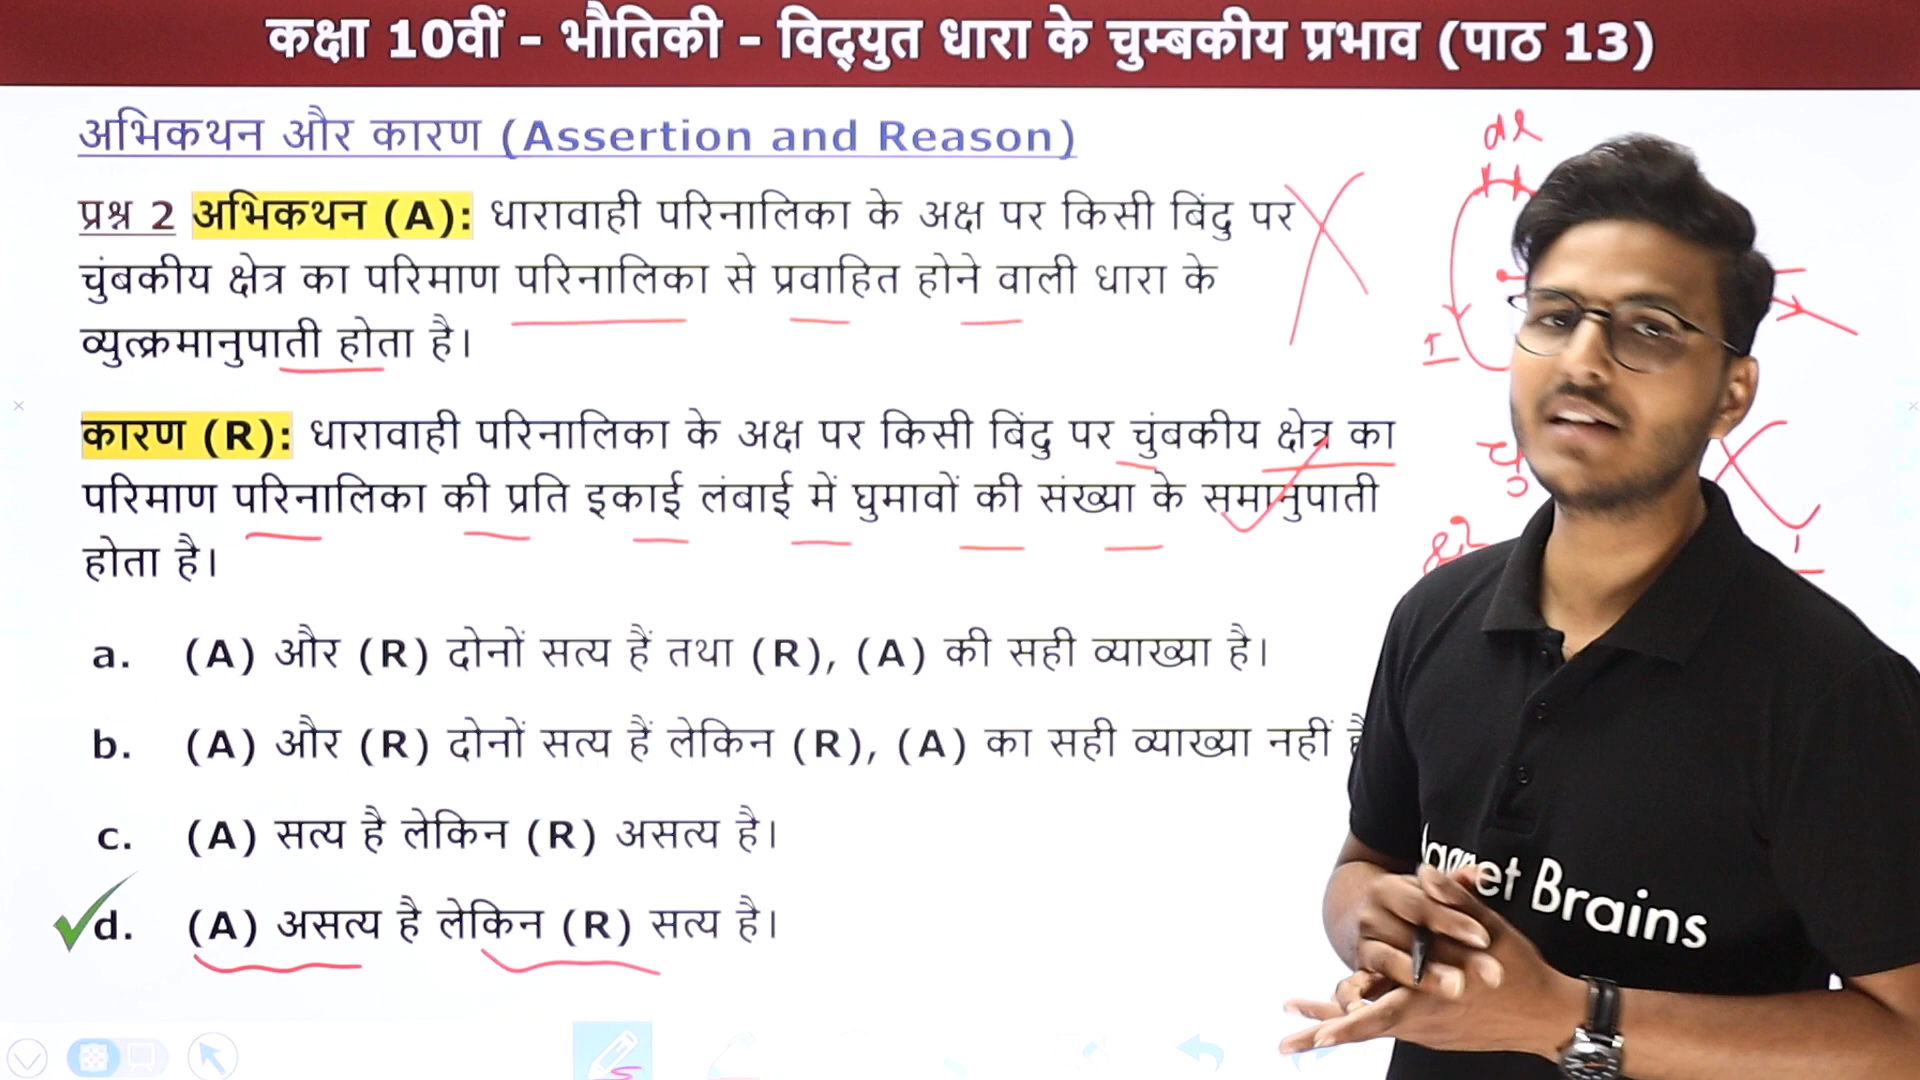 कक्षा 10वीं - भौतिकी - विद्युत धारा के चुम्बकीय प्रभाव (पाठ 13)
अभिकथन और कारण (Assertion and Reason)
प्रश्न 2 अभिकथन (A): धारावाही परिनालिका के अक्ष पर किसी बिंदु पर
चुंबकीय क्षेत्र का परिमाण परिनालिका से प्रवाहित होने वाली धारा के
व्युत्क्रमानुपाती होता है।
कारण (R): धारावाही परिनालिका के अक्ष पर किसी बिंदु पर चुंबकीय क्षेत्र का
परिमाण परिनालिका की प्रति इकाई लंबाई में घुमावों की संख्या के समानुपाती
होता है।
a. (A) और (R) दोनों सत्य हैं तथा (R), (A) की सही व्याख्या है।
b. (A) और (R) दोनों सत्य हैं लेकिन (R), (A) का सही व्याख्या नहीं
c. (A) सत्य है लेकिन (R) असत्य है।
d. (A) असत्य है लेकिन (R) सत्य है।
dl
I
Brains